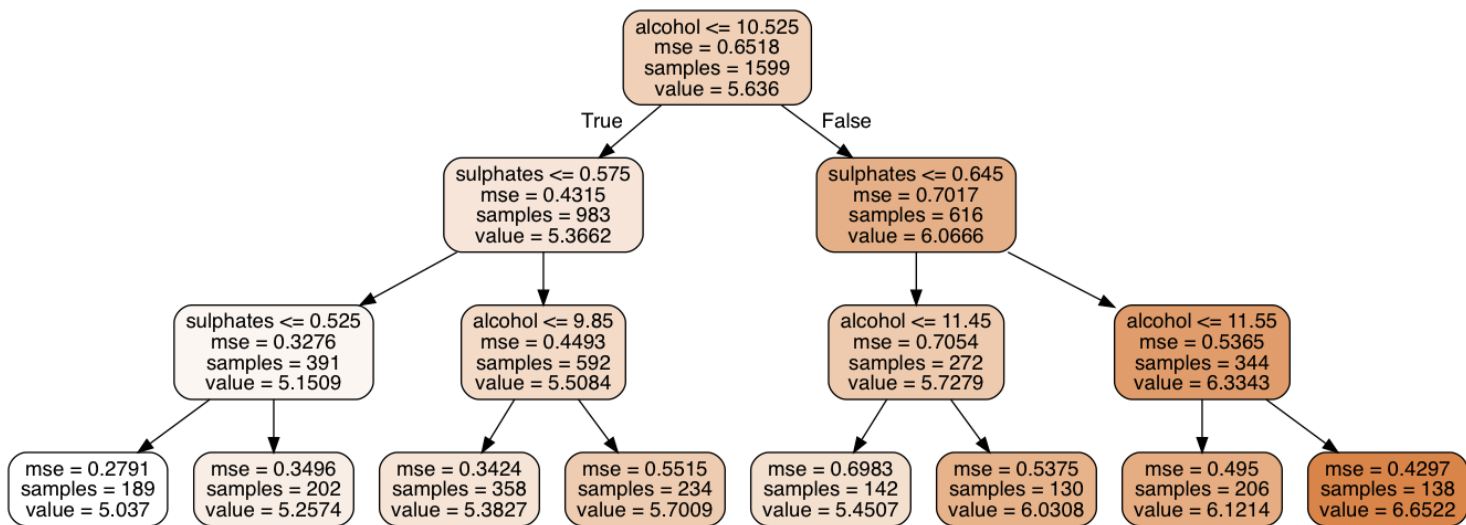 alcohol <= 10.525
mse = 0.6518
samples = 1599
value = 5.636
True
False
sulphates <= 0.575
mse = 0.4315
samples = 983
value = 5.3662
sulphates <= 0.645
mse = 0.7017
samples = 616
value = 6.0666
sulphates <= 0.525
mse = 0.3276
samples = 391
value = 5.1509
alcohol <= 9.85
mse = 0.4493
samples = 592
value = 5.5084
alcohol <= 11.45
mse = 0.7054
samples = 272
value = 5.7279
alcohol <= 11.55
mse = 0.5365
samples = 344
value = 6.3343
mse = 0.2791
samples = 189
value = 5.037
mse = 0.3496
samples = 202
value = 5.2574
mse = 0.3424
samples = 358
value = 5.3827
mse = 0.5515
samples = 234
value = 5.7009
mse = 0.6983
samples = 142
value = 5.4507
mse = 0.5375
samples = 130
value = 6.0308
mse = 0.495
samples = 206
value = 6.1214
mse = 0.4297
samples = 138
value = 6.6522